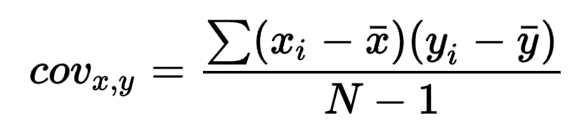 cov_{x,y} = \frac{\sum (x_i - \bar{x})(y_i - \bar{y})}{N - 1}